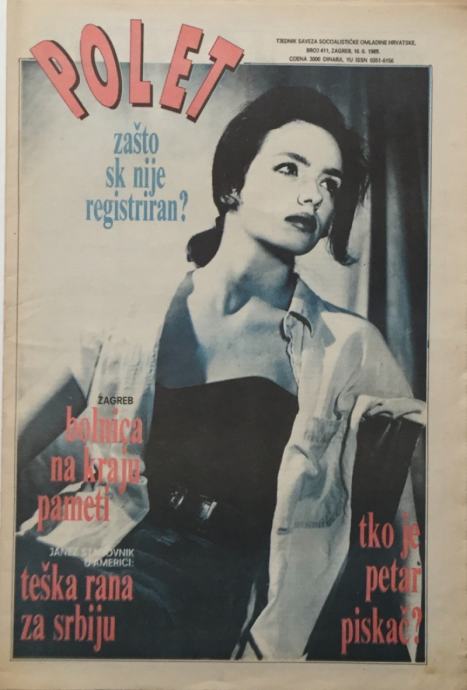 POLET
TJEDNIK SAVEZA SOCIJALISTIČKE OMLADINE HRVATSKE,
BROJ 411, ZAGREB, 16. 6. 1989.
CIJENA 3000 DINARA, YU ISSN 0351-6156
zašto
sk nije
registriran?
ZAGREB
bolnica
na kraju
pameti
JANEZ STANOVNIK
U AMERICI:
teška rana
za srbiju
tko je
petar
piskač?